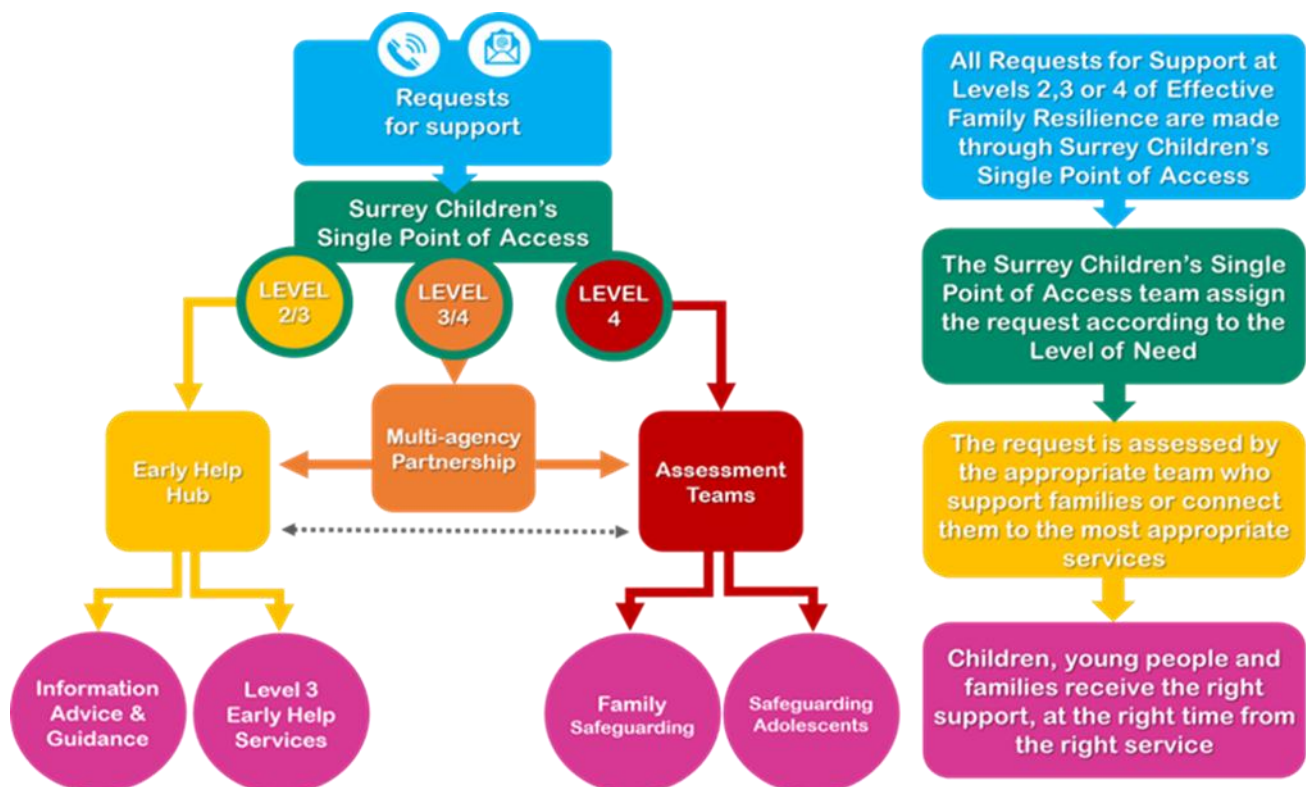 Requests
for support
Surrey Children's
Single Point of Access
LEVEL
2/3
LEVEL
3/4
LEVEL
4
Early Help
Hub
Multi-agency
Partnership
Assessment
Teams
Information
Advice &
Guidance
Level 3
Early Help
Services
Family
Safeguarding
Safeguarding
Adolescents
All Requests for Support at
Levels 2,3 or 4 of Effective
Family Resilience are made
through Surrey Children's
Single Point of Access
The Surrey Children's Single
Point of Access team assign
the request according to the
Level of Need
The request is assessed by
the appropriate team who
support families or connect
them to the most appropriate
services
Children, young people and
families receive the right
support, at the right time from
the right service